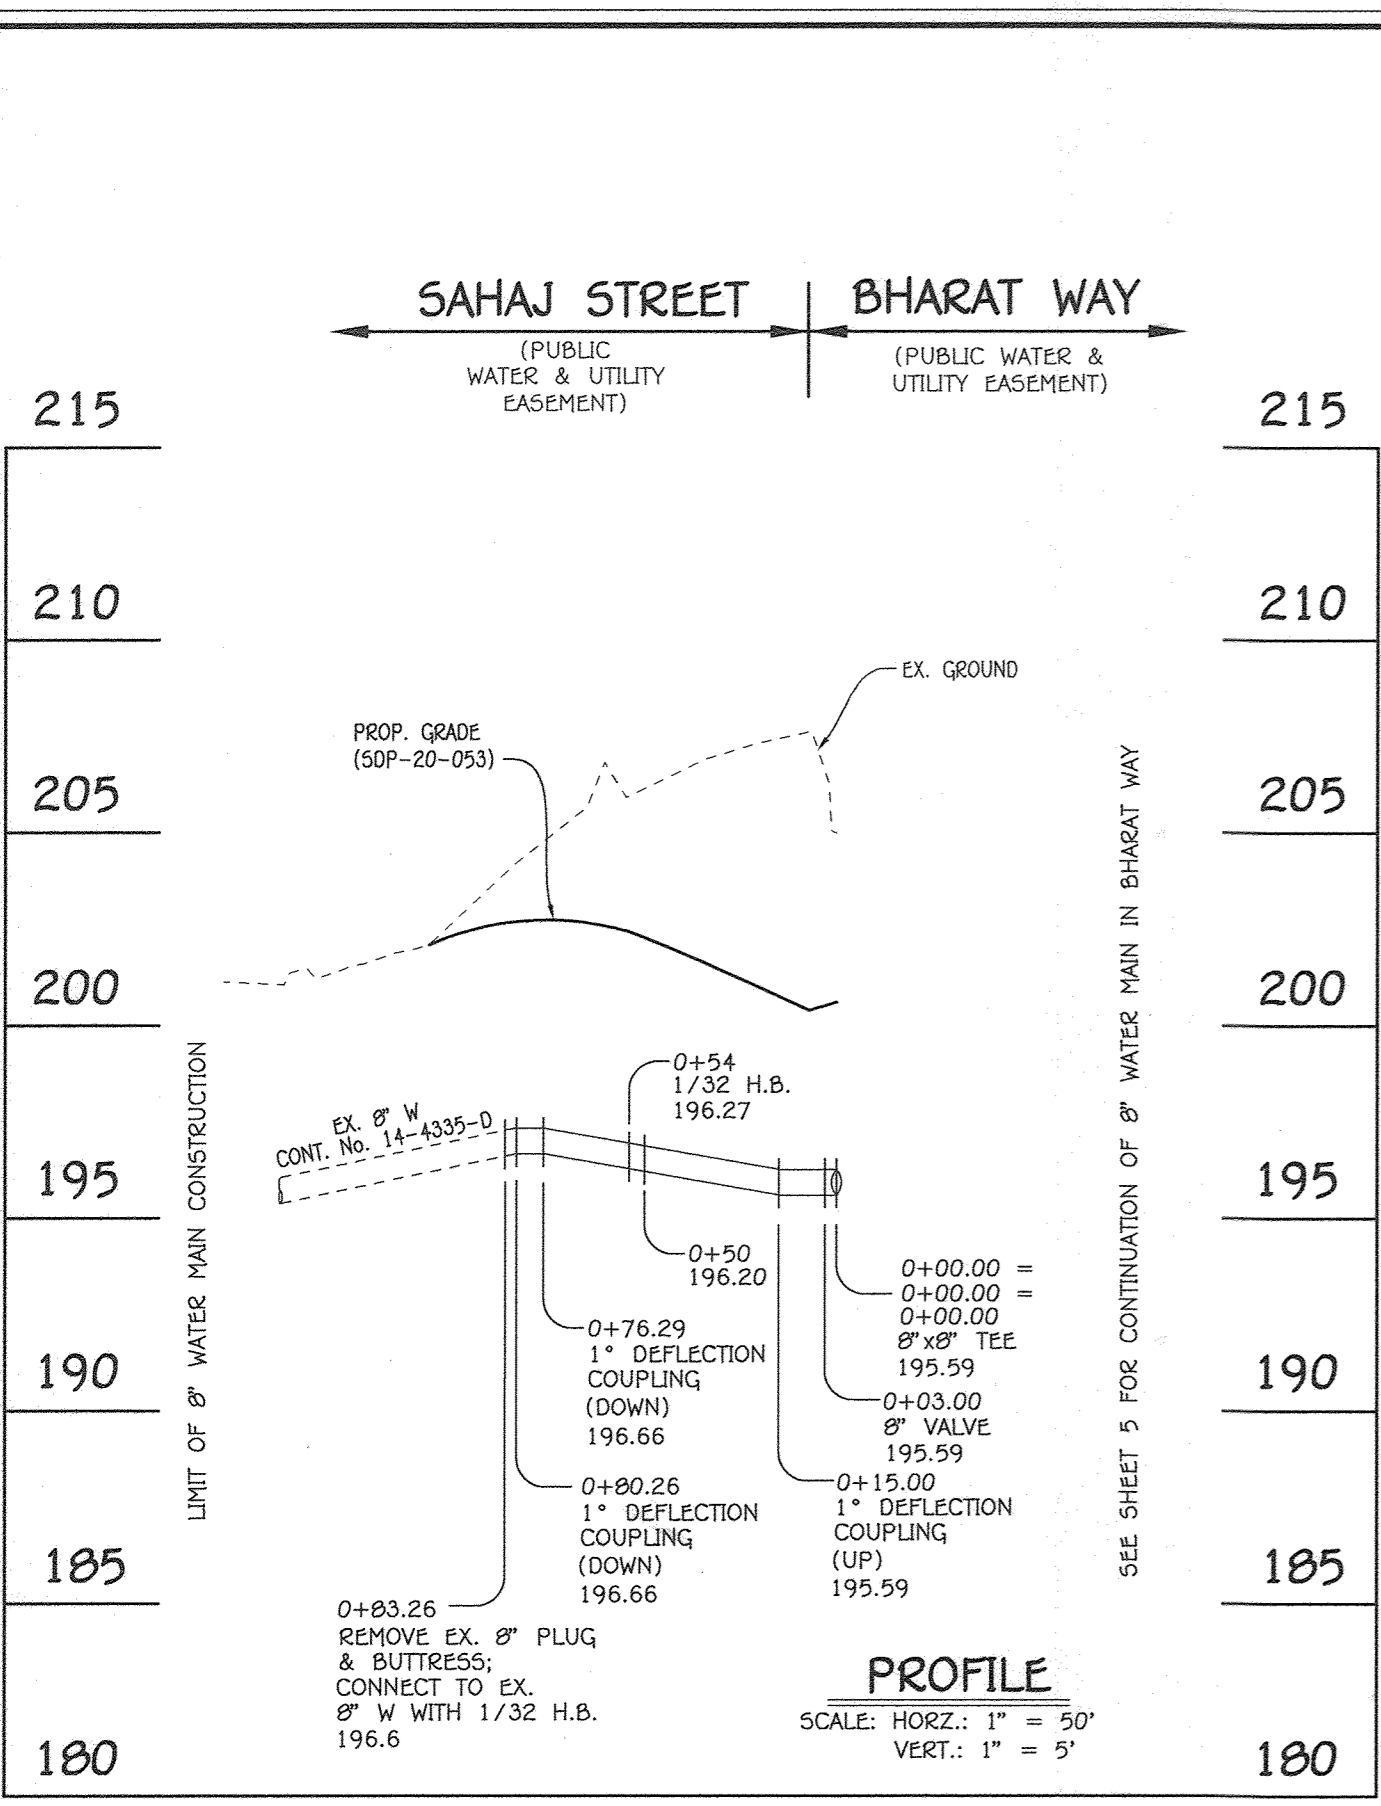 SAHAJ STREET
(PUBLIC
WATER & UTILITY
EASEMENT)
BHARAT WAY
(PUBLIC WATER &
UTILITY EASEMENT)
215
210
205
200
195
190
185
180
215
210
205
200
195
190
185
180
EX. GROUND
PROP. GRADE
(SDP-20-053)
LIMIT OF 8" WATER MAIN CONSTRUCTION
SEE SHEET 5 FOR CONTINUATION OF 8" WATER MAIN IN BHARAT WAY
EX. 8" W
CONT. No. 14-4335-D
0+54
1/32 H.B.
196.27
0+50
196.20
0+76.29
1° DEFLECTION
COUPLING
(DOWN)
196.66
0+80.26
1° DEFLECTION
COUPLING
(DOWN)
196.66
0+83.26
REMOVE EX. 8" PLUG
& BUTTRESS;
CONNECT TO EX.
8" W WITH 1/32 H.B.
196.6
0+00.00 =
0+00.00 =
0+00.00
8"x8" TEE
195.59
0+03.00
8" VALVE
195.59
0+15.00
1° DEFLECTION
COUPLING
(UP)
195.59
PROFILE
SCALE: HORZ.: 1" = 50'
VERT.: 1" = 5'